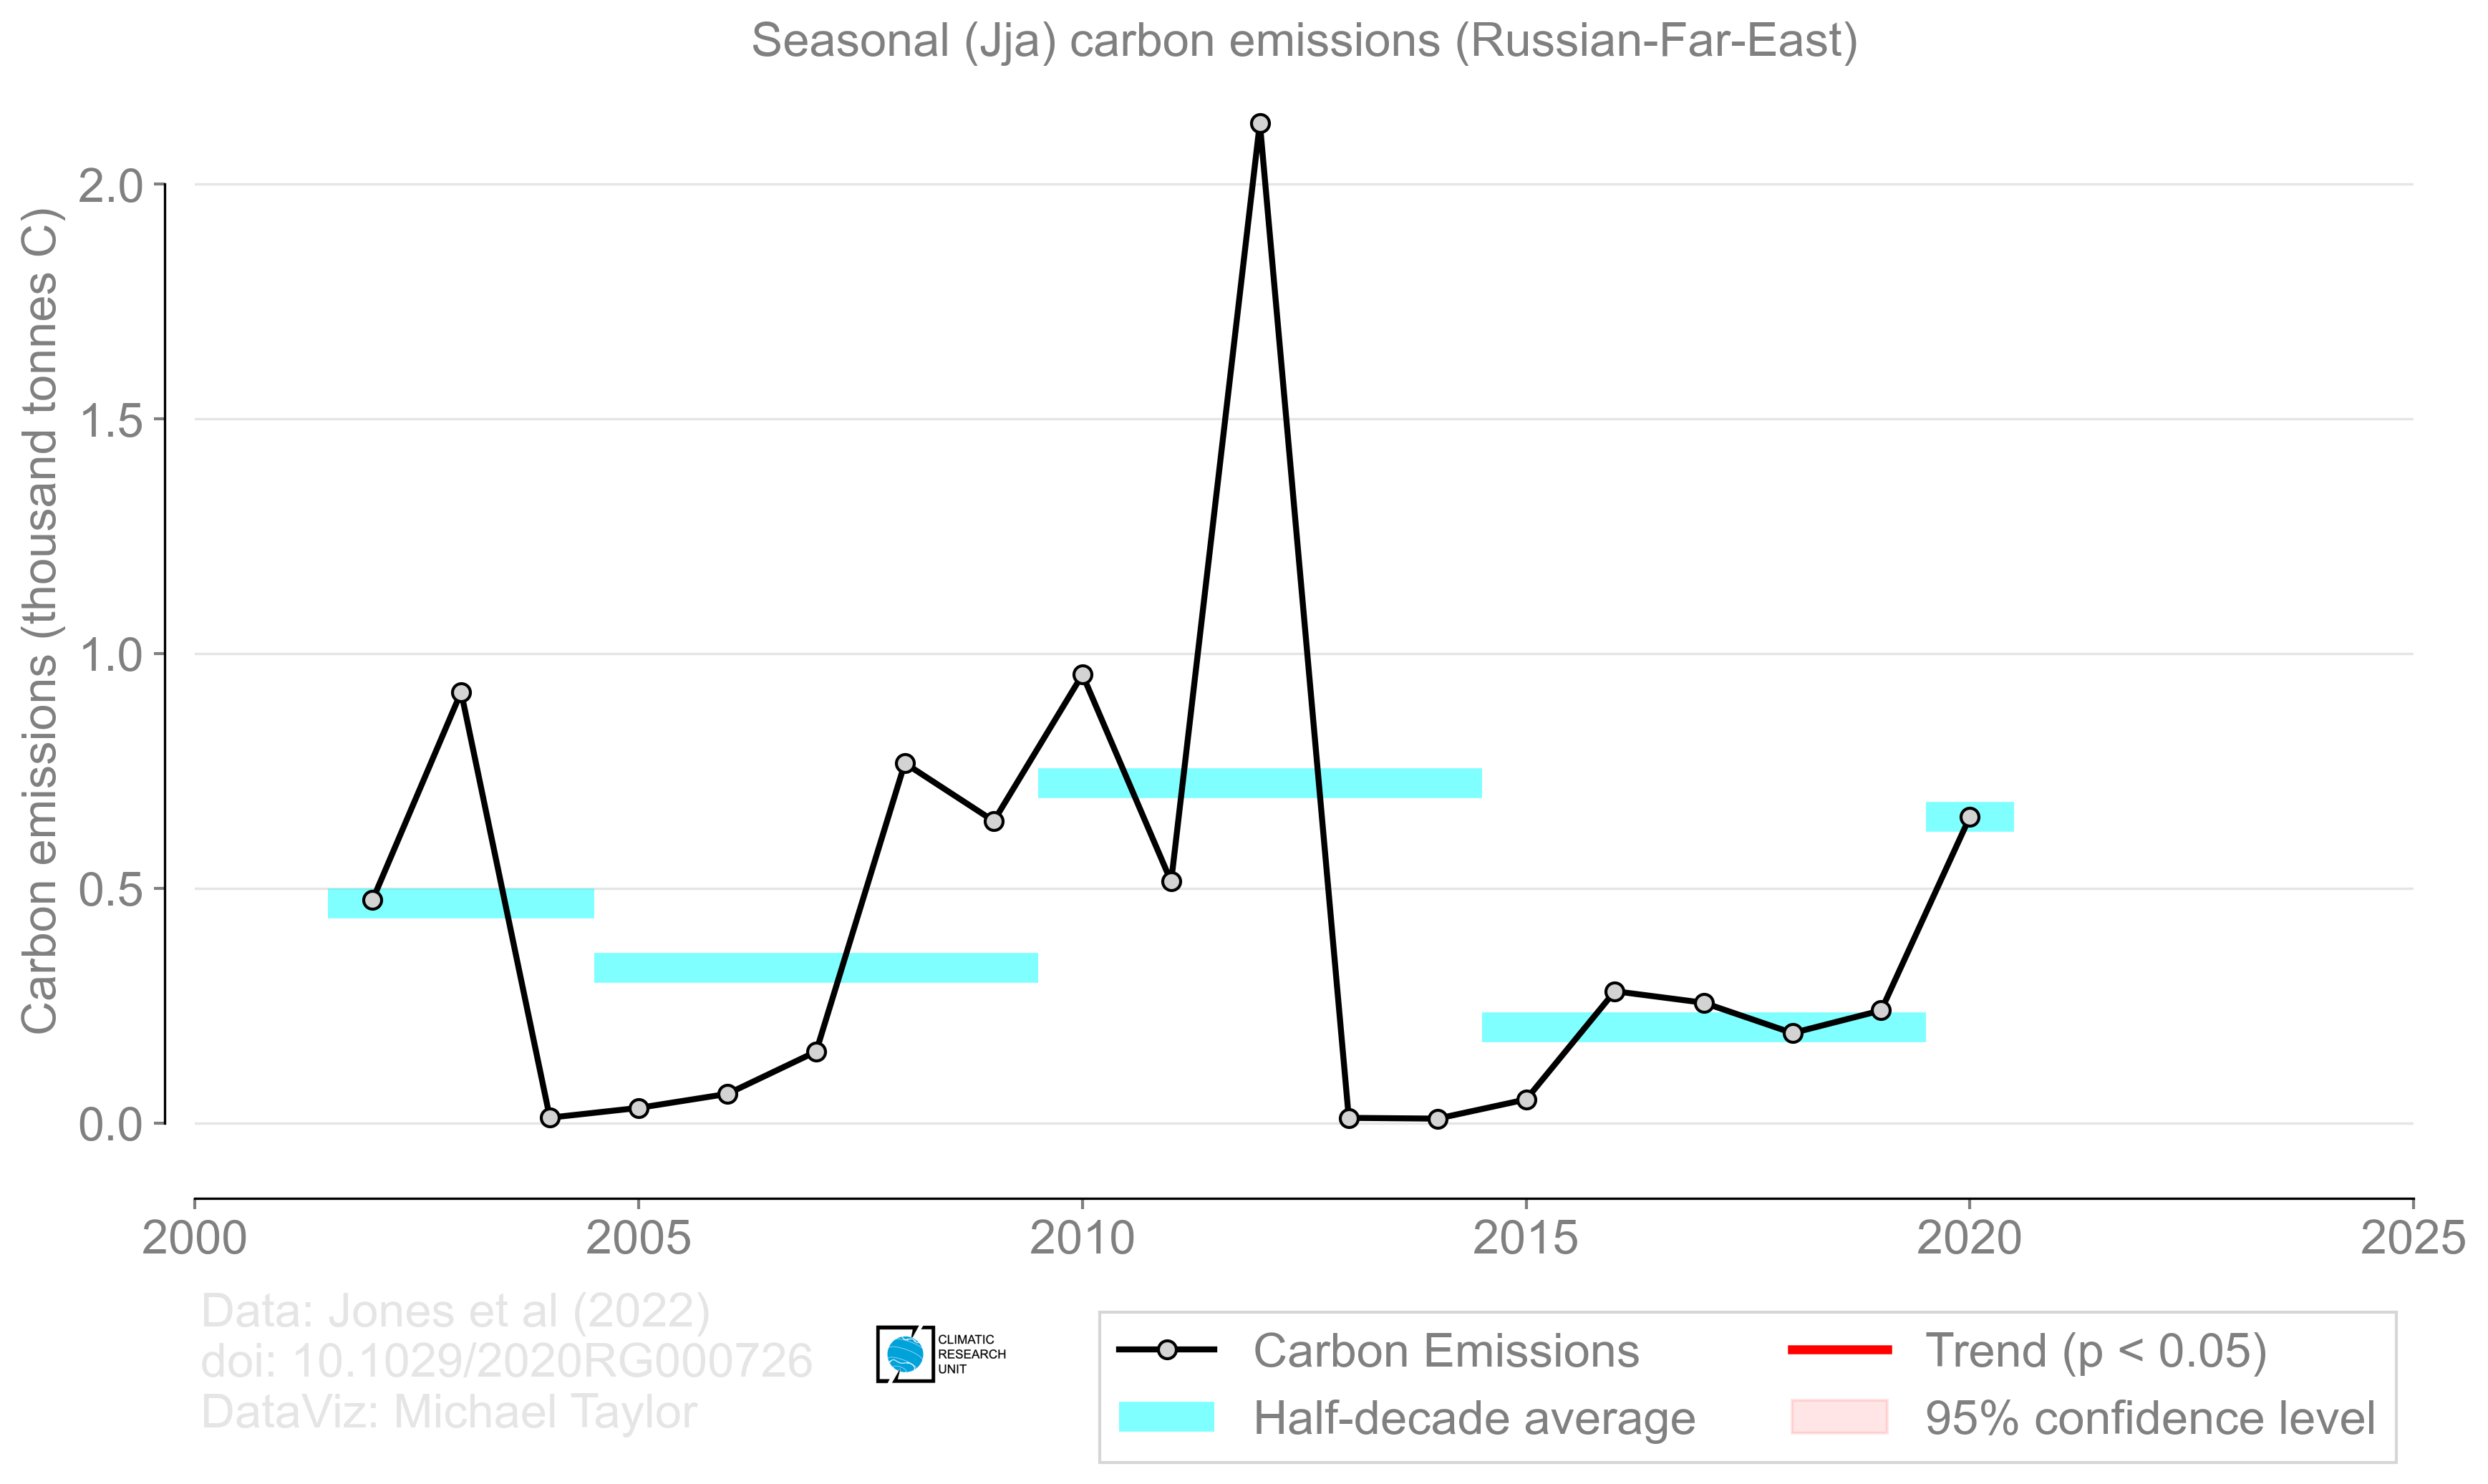 Seasonal (Jja) carbon emissions (Russian-Far-East)
Carbon emissions (thousand tonnes C)
2.0
1.5
1.0
0.5
0.0
2000 2005 2010 2015 2020 2025
Data: Jones et al (2022)
doi: 10.1029/2020RG000726
DataViz: Michael Taylor
CLIMATIC
RESEARCH
UNIT
Carbon Emissions
Half-decade average
Trend (p < 0.05)
95% confidence level